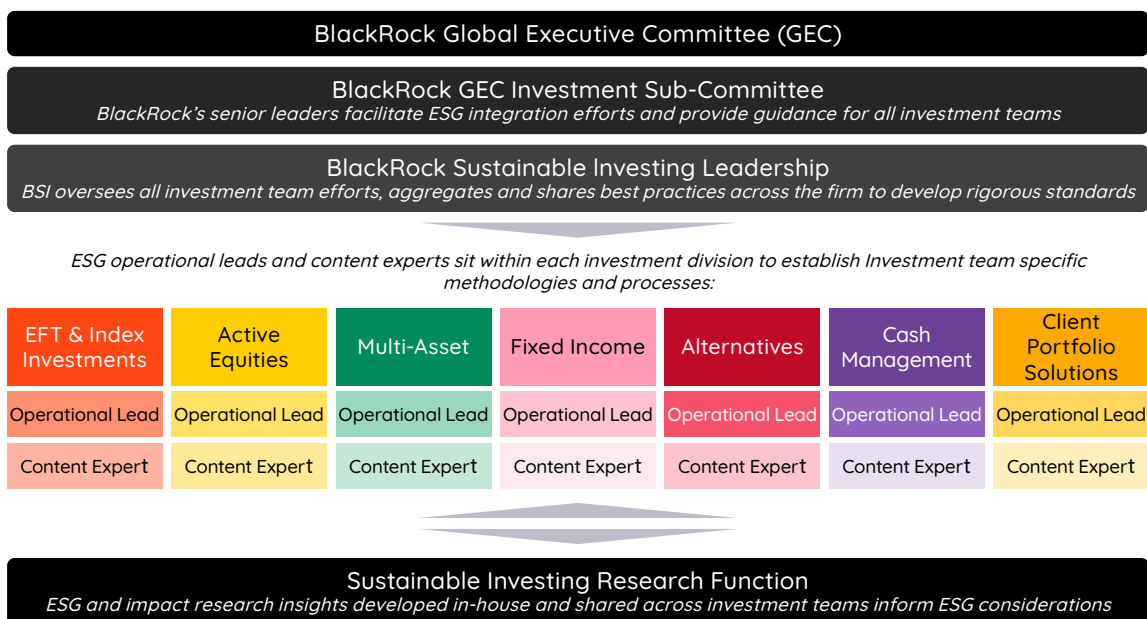 BlackRock Global Executive Committee (GEC)
BlackRock GEC Investment Sub-Committee
BlackRock's senior leaders facilitate ESG integration efforts and provide guidance for all investment teams
BlackRock Sustainable Investing Leadership
BSI oversees all investment team efforts, aggregates and shares best practices across the firm to develop rigorous standards
ESG operational leads and content experts sit within each investment division to establish Investment team specific
methodologies and processes:
EFT & Index
Investments
Active
Equities
Multi-Asset
Fixed Income
Alternatives
Cash
Management
Client
Portfolio
Solutions
Operational Lead
Operational Lead
Operational Lead
Operational Lead
Operational Lead
Operational Lead
Operational Lead
Content Expert
Content Expert
Content Expert
Content Expert
Content Expert
Content Expert
Content Expert
Sustainable Investing Research Function
ESG and impact research insights developed in-house and shared across investment teams inform ESG considerations